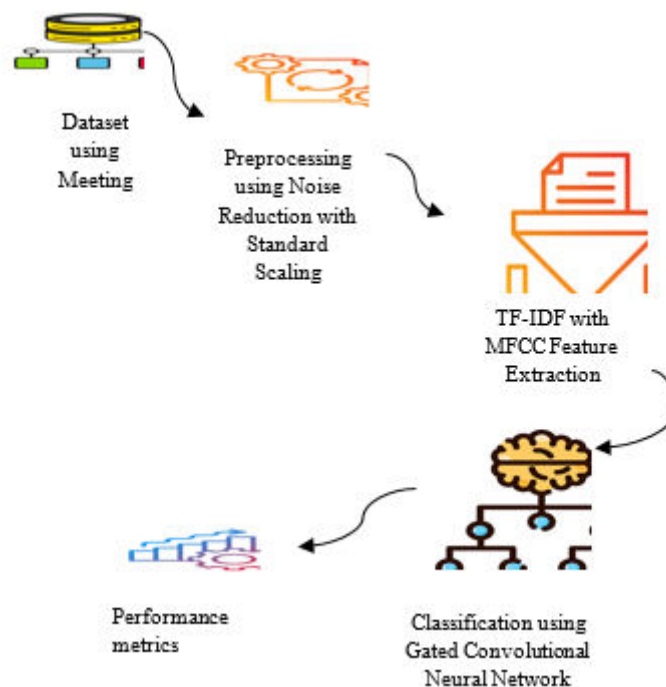 Dataset
using
Meeting
Preprocessing
using Noise
Reduction with
Standard
Scaling
TF-IDF with
MFCC Feature
Extraction
Classification using
Gated Convolutional
Neural Network
Performance
metrics